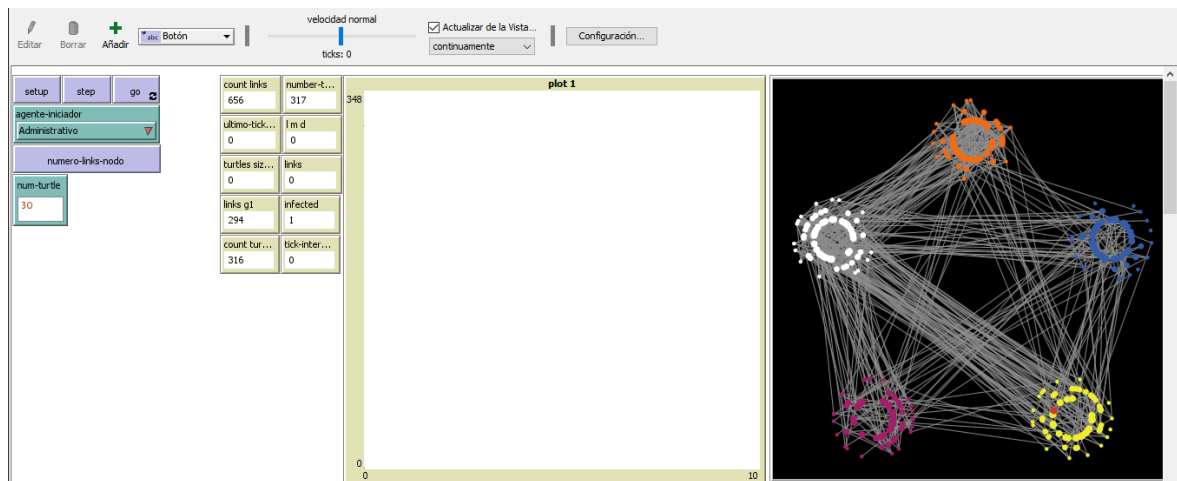 velocidad normal
Editar
Borrar
Añadir
abc Botón
ticks: 0
Actualizar de la Vista...
continuamente
Configuración...
setup
step
go
agente-iniciador
Administrativo
numero-links-nodo
num-turtle
30
count links
656
number-t...
317
ultimo-tick...
0
l m d
0
turtles siz...
0
links
0
links g1
294
infected
1
count tur...
316
tick-inter...
0
plot 1
348
0
0
10